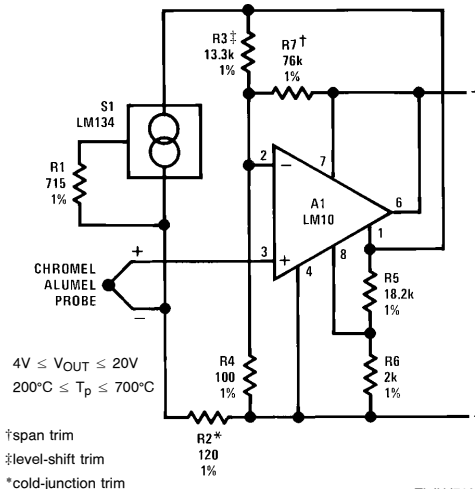 R3‡
13.3k
1%
R7†
76k
1%
S1
LM134
R1
715
1%
2
−
7
A1
LM10
6
1
3
+
8
4
+
CHROMEL
ALUMEL
PROBE
−
R5
18.2k
1%
R4
100
1%
R6
2k
1%
4V ≤ VOUT ≤ 20V
200°C ≤ Tp ≤ 700°C
R2*
120
1%
†span trim
‡level-shift trim
*cold-junction trim